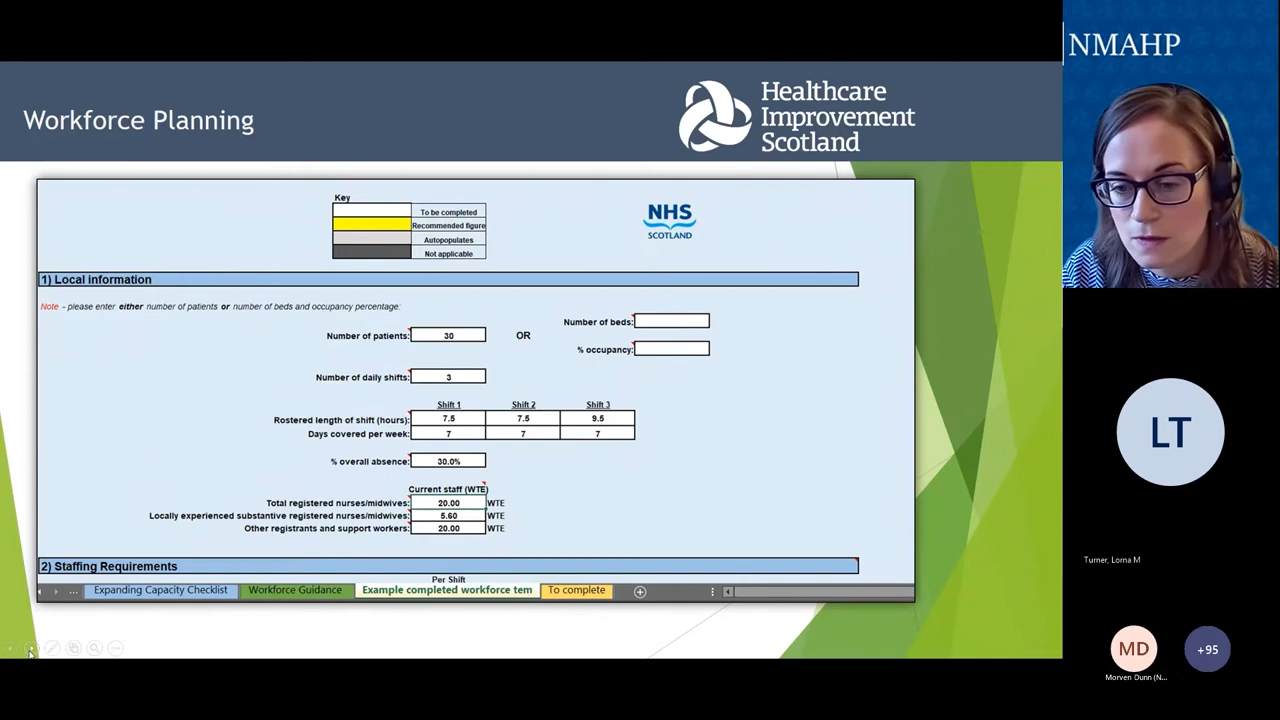 NMAHP
Workforce Planning
Healthcare
Improvement
Scotland
Key
To be completed
Recommended figure
Autopopulates
Not applicable
NHS
SCOTLAND
1) Local information
Note - please enter either number of patients or number of beds and occupancy percentage:
Number of patients: 30 OR Number of beds:
% occupancy:
Number of daily shifts: 3
Shift 1 Shift 2 Shift 3
Rostered length of shift (hours): 7.5 7.5 9.5
Days covered per week: 7 7 7
% overall absence: 30.0%
Current staff (WTE)
Total registered nurses/midwives: 20.00 WTE
Locally experienced substantive registered nurses/midwives: 5.60 WTE
Other registrants and support workers: 20.00 WTE
2) Staffing Requirements
Per Shift
... Expanding Capacity Checklist Workforce Guidance Example completed workforce tem To complete
LT
Turner, Lorna M
MD +95
Morven Dunn (N...